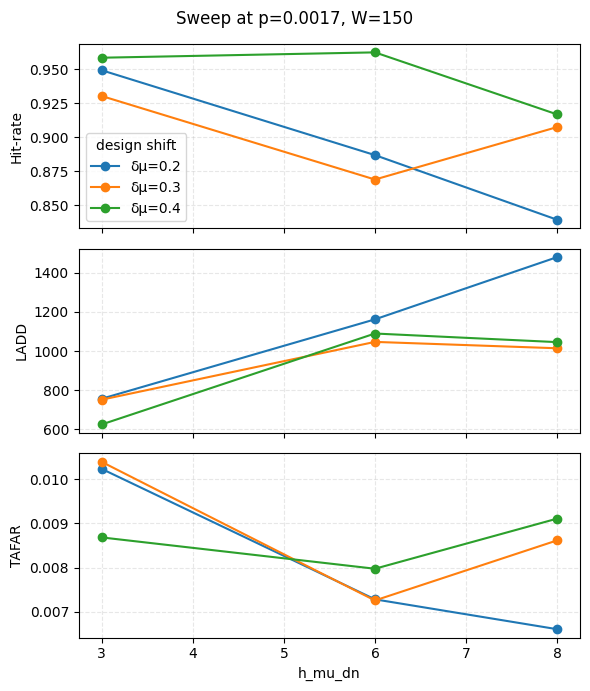 Sweep at p=0.0017, W=150
Hit-rate
0.950
0.925
0.900
0.875
0.850
design shift
δμ=0.2
δμ=0.3
δμ=0.4
LADD
1400
1200
1000
800
600
TAFAR
0.010
0.009
0.008
0.007
3 4 5 6 7 8
h_mu_dn